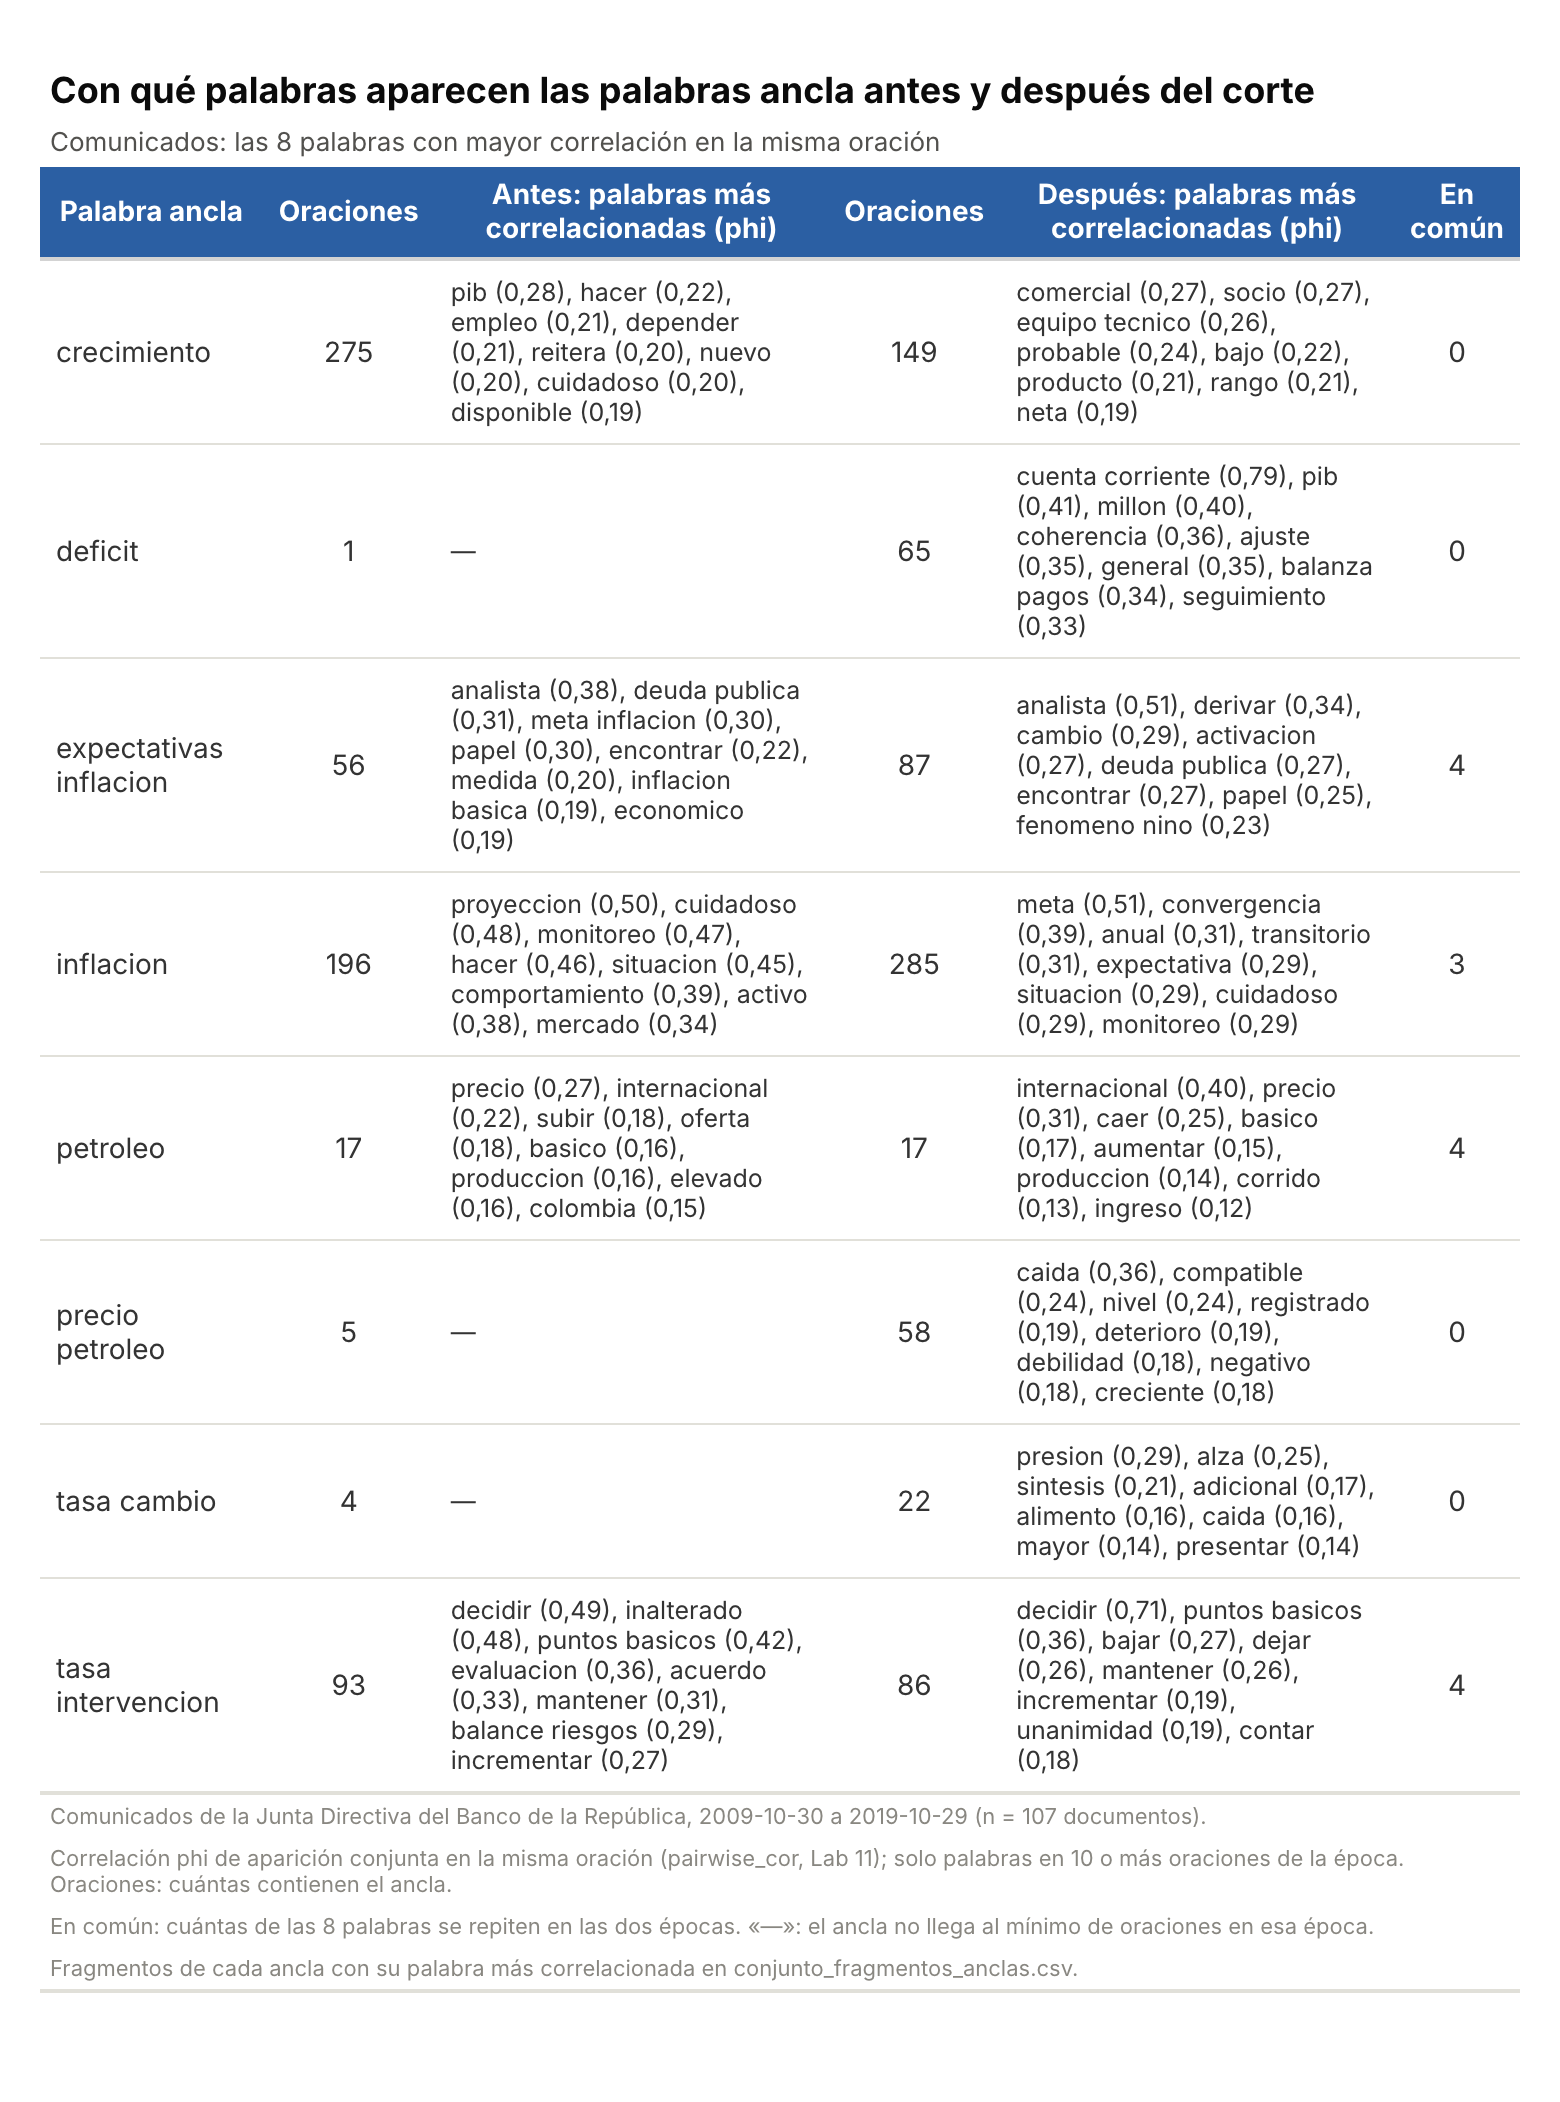 Con qué palabras aparecen las palabras ancla antes y después del corte
Comunicados: las 8 palabras con mayor correlación en la misma oración
Palabra ancla
Oraciones
Antes: palabras más
correlacionadas (phi)
Oraciones
Después: palabras más
correlacionadas (phi)
En
común
crecimiento
275
pib (0,28), hacer (0,22),
empleo (0,21), depender
(0,21), reitera (0,20), nuevo
(0,20), cuidadoso (0,20),
disponible (0,19)
149
comercial (0,27), socio (0,27),
equipo tecnico (0,26),
probable (0,24), bajo (0,22),
producto (0,21), rango (0,21),
neta (0,19)
0
deficit
1
—
65
cuenta corriente (0,79), pib
(0,41), millon (0,40),
coherencia (0,36), ajuste
(0,35), general (0,35), balanza
pagos (0,34), seguimiento
(0,33)
0
expectativas
inflacion
56
analista (0,38), deuda publica
(0,31), meta inflacion (0,30),
papel (0,30), encontrar (0,22),
medida (0,20), inflacion
basica (0,19), economico
(0,19)
87
analista (0,51), derivar (0,34),
cambio (0,29), activacion
(0,27), deuda publica (0,27),
encontrar (0,27), papel (0,25),
fenomeno nino (0,23)
4
inflacion
196
proyeccion (0,50), cuidadoso
(0,48), monitoreo (0,47),
hacer (0,46), situacion (0,45),
comportamiento (0,39), activo
(0,38), mercado (0,34)
285
meta (0,51), convergencia
(0,39), anual (0,31), transitorio
(0,31), expectativa (0,29),
situacion (0,29), cuidadoso
(0,29), monitoreo (0,29)
3
petroleo
17
precio (0,27), internacional
(0,22), subir (0,18), oferta
(0,18), basico (0,16),
produccion (0,16), elevado
(0,16), colombia (0,15)
17
internacional (0,40), precio
(0,31), caer (0,25), basico
(0,17), aumentar (0,15),
produccion (0,14), corrido
(0,13), ingreso (0,12)
4
precio
petroleo
5
—
58
caida (0,36), compatible
(0,24), nivel (0,24), registrado
(0,19), deterioro (0,19),
debilidad (0,18), negativo
(0,18), creciente (0,18)
0
tasa cambio
4
—
22
presion (0,29), alza (0,25),
sintesis (0,21), adicional (0,17),
alimento (0,16), caida (0,16),
mayor (0,14), presentar (0,14)
0
tasa
intervencion
93
decidir (0,49), inalterado
(0,48), puntos basicos (0,42),
evaluacion (0,36), acuerdo
(0,33), mantener (0,31),
balance riesgos (0,29),
incrementar (0,27)
86
decidir (0,71), puntos basicos
(0,36), bajar (0,27), dejar
(0,26), mantener (0,26),
incrementar (0,19),
unanimidad (0,19), contar
(0,18)
4
Comunicados de la Junta Directiva del Banco de la República, 2009-10-30 a 2019-10-29 (n = 107 documentos).
Correlación phi de aparición conjunta en la misma oración (pairwise_cor, Lab 11); solo palabras en 10 o más oraciones de la época.
Oraciones: cuántas contienen el ancla.
En común: cuántas de las 8 palabras se repiten en las dos épocas. «—»: el ancla no llega al mínimo de oraciones en esa época.
Fragmentos de cada ancla con su palabra más correlacionada en conjunto_fragmentos_anclas.csv.